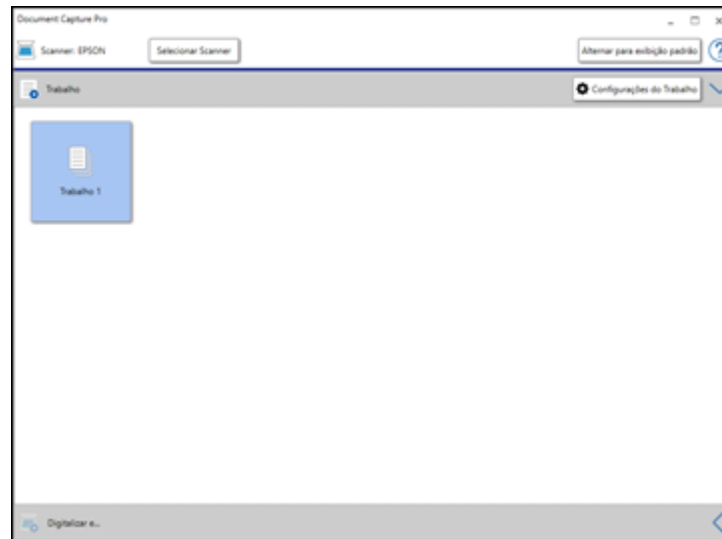 Document Capture Pro
Scanner: EPSON
Selecionar Scanner
Alternar para exibição padrão
?
Trabalho
Configurações do Trabalho
Trabalho 1
Digitalizar e...